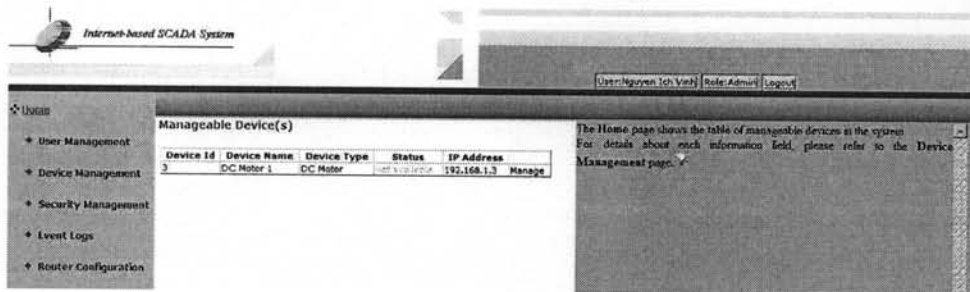 Internet-based SCADA System
User:Nguyen Ich Vinh Role:Admin Logout
Home
User Management
Device Management
Security Management
Event Logs
Router Configuration
Manageable Device(s)
Device Id Device Name Device Type Status IP Address
3 DC Motor 1 DC Motor Not available 192.168.1.3 Manage
The Home page shows the table of manageable devices in the system
For details about each information field, please refer to the Device
Management page.